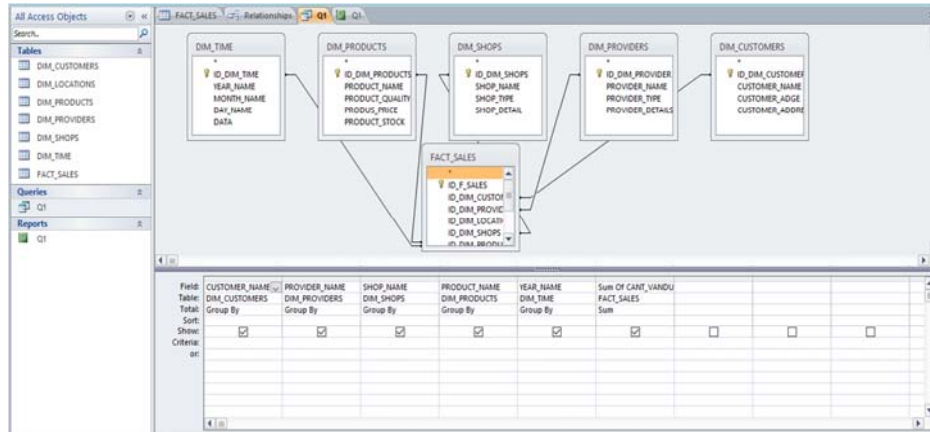 All Access Objects
Search..
Tables
DIM_CUSTOMERS
DIM_LOCATIONS
DIM_PRODUCTS
DIM_PROVIDERS
DIM_SHOPS
DIM_TIME
FACT_SALES
Queries
Q1
Reports
Q1
FACT_SALES Relationships Q1 Q1
DIM_TIME
*
ID_DIM_TIME
YEAR_NAME
MONTH_NAME
DAY_NAME
DATA
DIM_PRODUCTS
*
ID_DIM_PRODUCTS
PRODUCT_NAME
PRODUCT_QUALITY
PRODUS_PRICE
PRODUCT_STOCK
DIM_SHOPS
*
ID_DIM_SHOPS
SHOP_NAME
SHOP_TYPE
SHOP_DETAIL
DIM_PROVIDERS
*
ID_DIM_PROVIDER
PROVIDER_NAME
PROVIDER_TYPE
PROVIDER_DETAILS
DIM_CUSTOMERS
*
ID_DIM_CUSTOMER
CUSTOMER_NAME
CUSTOMER_ADGE
CUSTOMER_ADDRE
FACT_SALES
*
ID_F_SALES
ID_DIM_CUSTOM
ID_DIM_PROVID
ID_DIM_LOCATI
ID_DIM_SHOPS
ID_DIM_PRODU
Field: CUSTOMER_NAME PROVIDER_NAME SHOP_NAME PRODUCT_NAME YEAR_NAME Sum Of CANT_VANDU
Table: DIM_CUSTOMERS DIM_PROVIDERS DIM_SHOPS DIM_PRODUCTS DIM_TIME FACT_SALES
Total: Group By Group By Group By Group By Group By Sum
Sort:
Show:
Criteria:
or: